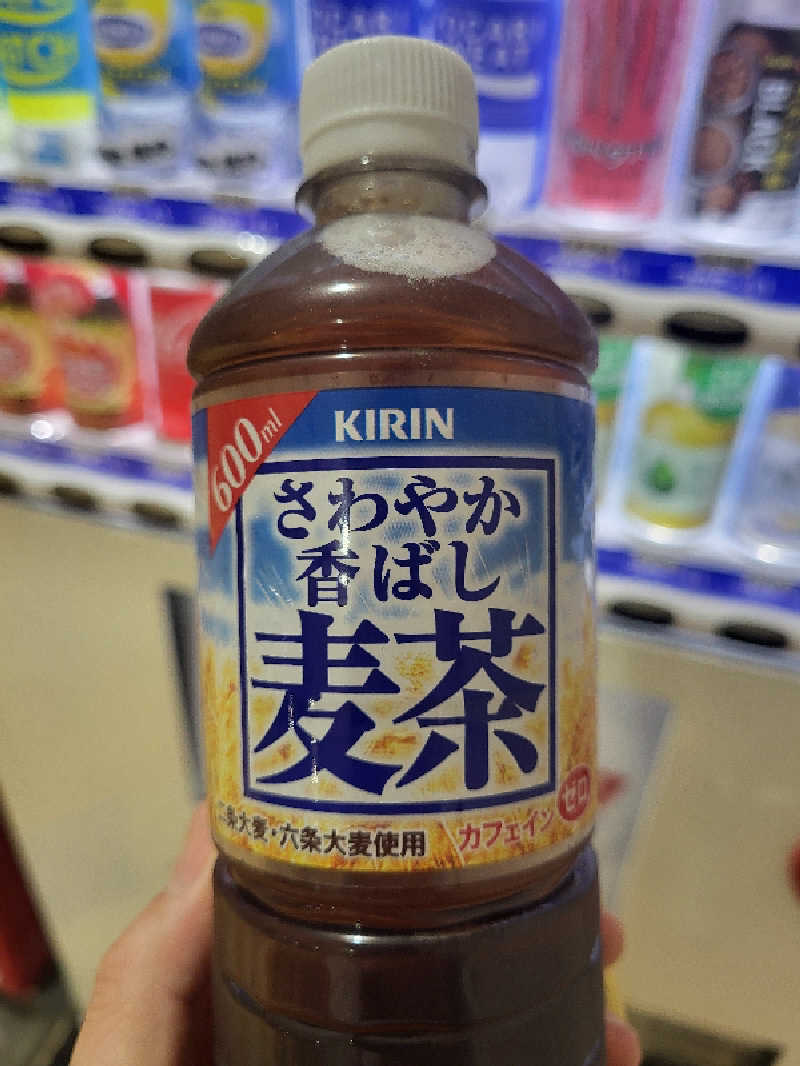 KIRIN
600ml
さわやか
香ばし
麦茶
二条大麦・六条大麦使用
カフェインゼロ
BLACK